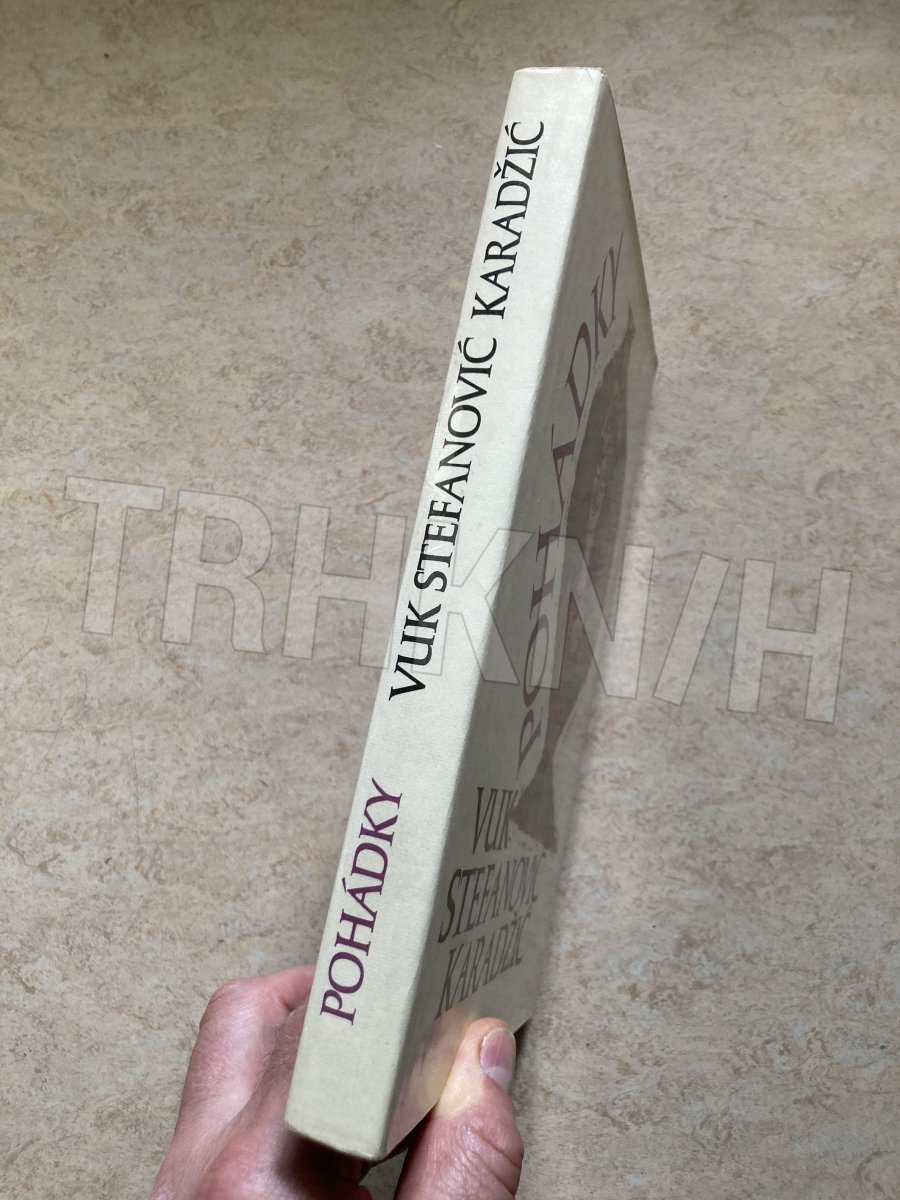 POHÁDKY VUK STEFANOVIĆ KARADŽIĆ
POHÁDKY
VUK
STEFANOVIĆ
KARADŽIĆ
TRHKNIH